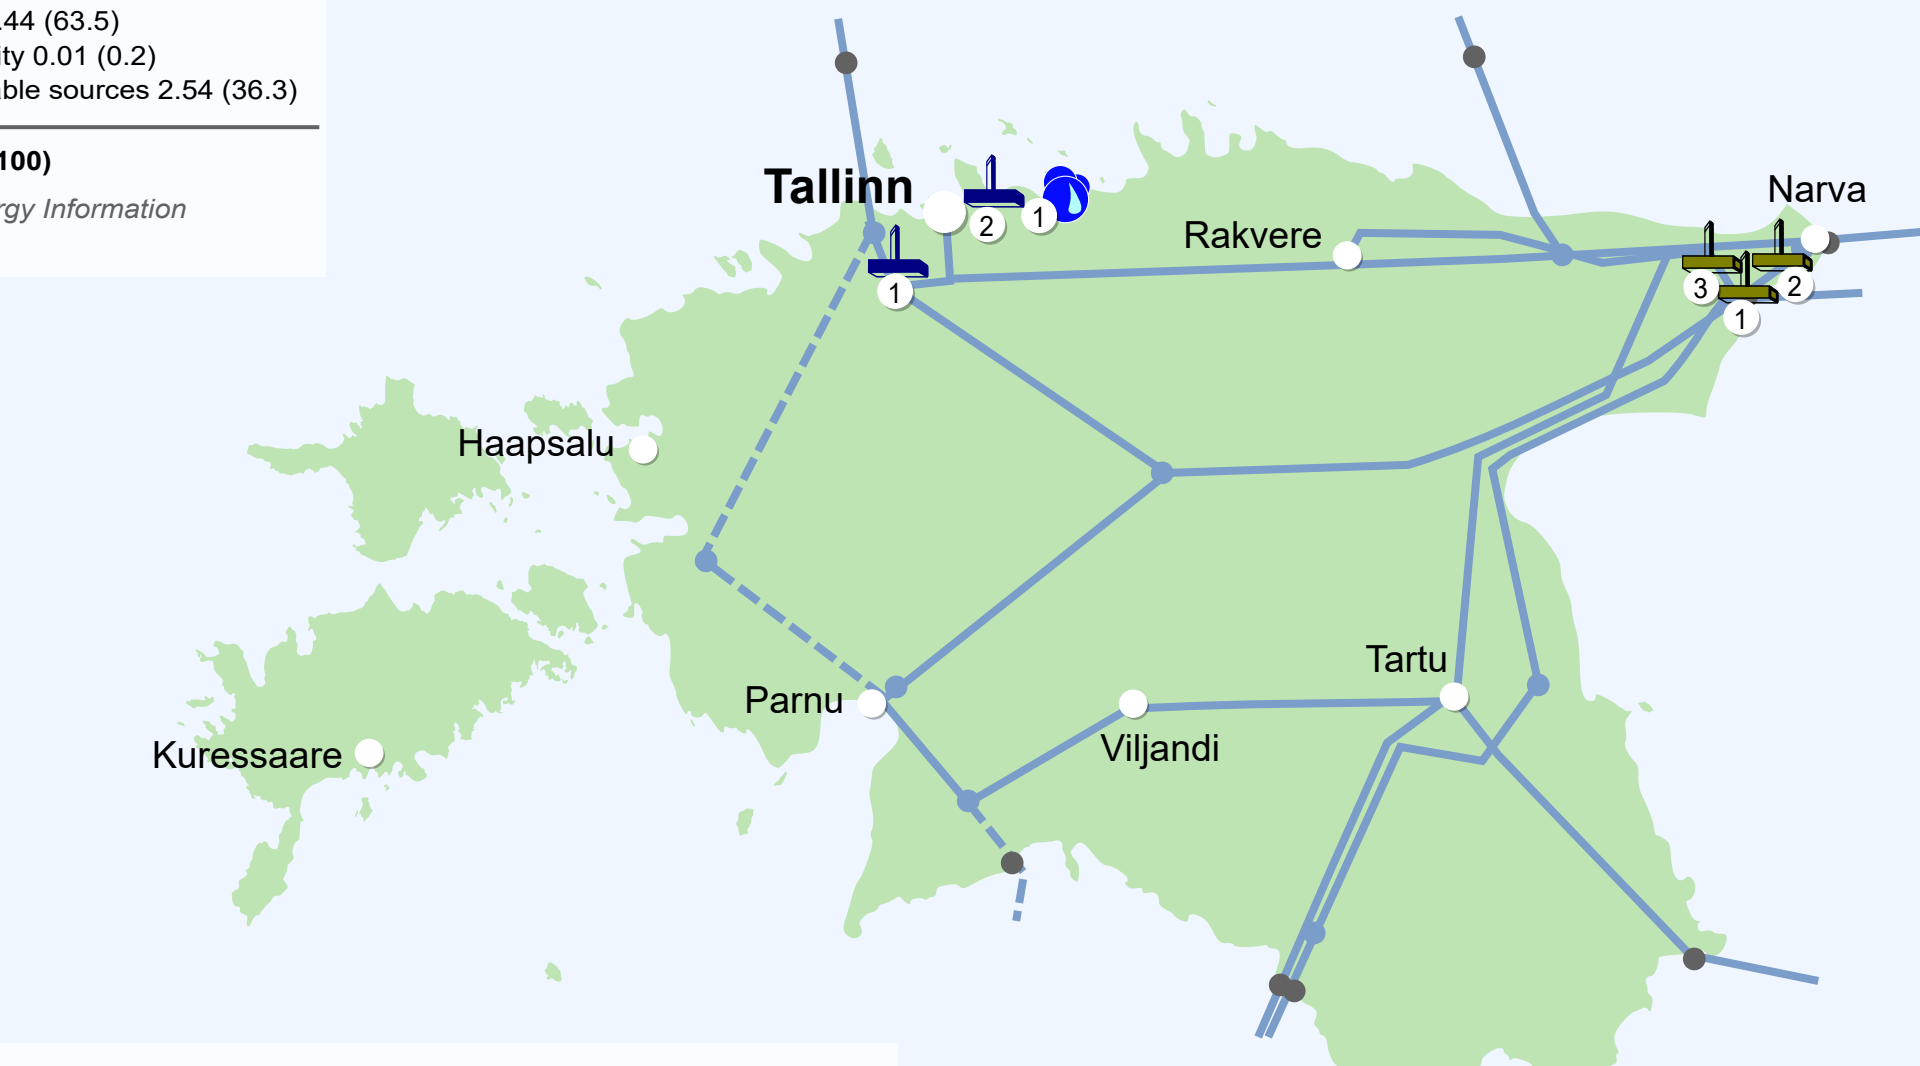 .44 (63.5)
ity 0.01 (0.2)
able sources 2.54 (36.3)
100)
rgy Information
Tallinn
2
1
1
Rakvere
Narva
3
2
1
Haapsalu
Tartu
Parnu
Viljandi
Kuressaare